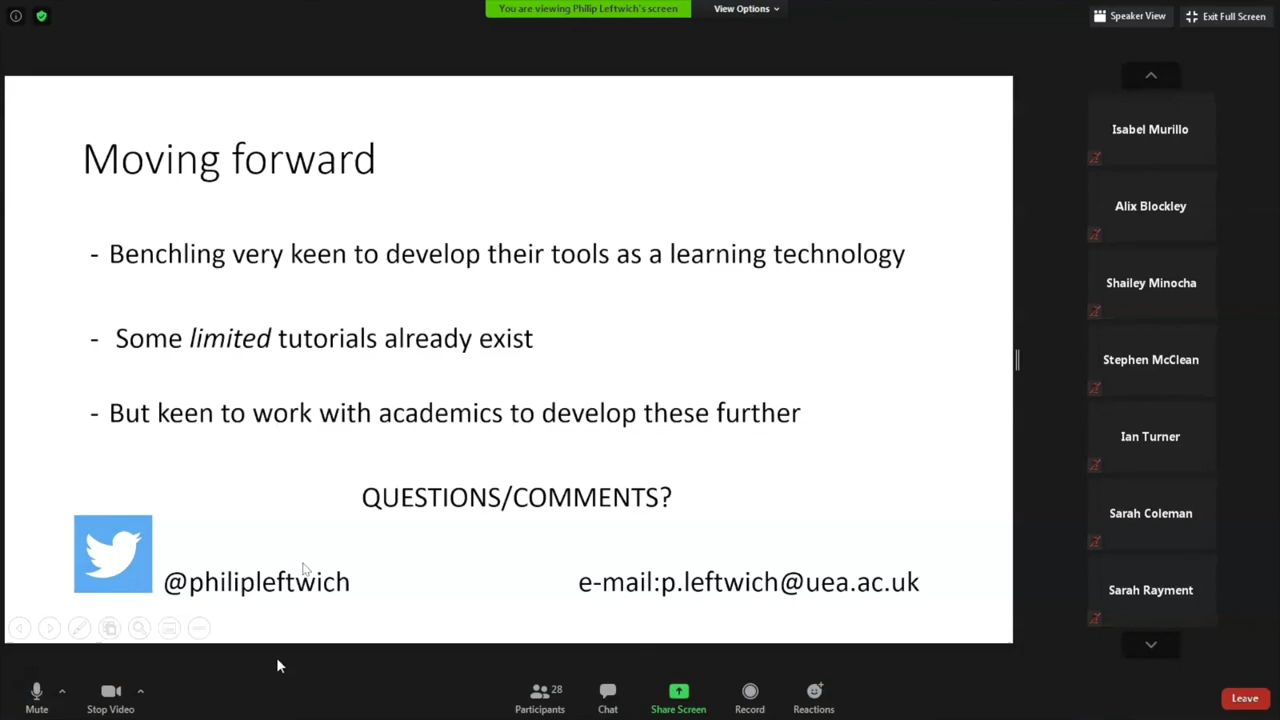 You are viewing Philip Leftwich's screen
View Options
Speaker View
Exit Full Screen
Moving forward
- Benchling very keen to develop their tools as a learning technology
- Some limited tutorials already exist
- But keen to work with academics to develop these further
QUESTIONS/COMMENTS?
@philipleftwich
e-mail:p.leftwich@uea.ac.uk
Isabel Murillo
Alix Blockley
Shailey Minocha
Stephen McClean
Ian Turner
Sarah Coleman
Sarah Rayment
Mute
Stop Video
28
Participants
Chat
Share Screen
Record
Reactions
Leave